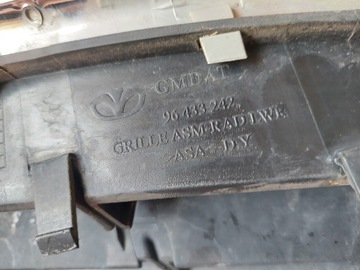 GMDAT
96 433 242
GRILLE ASM-RAD LWR
-ASA- D.Y